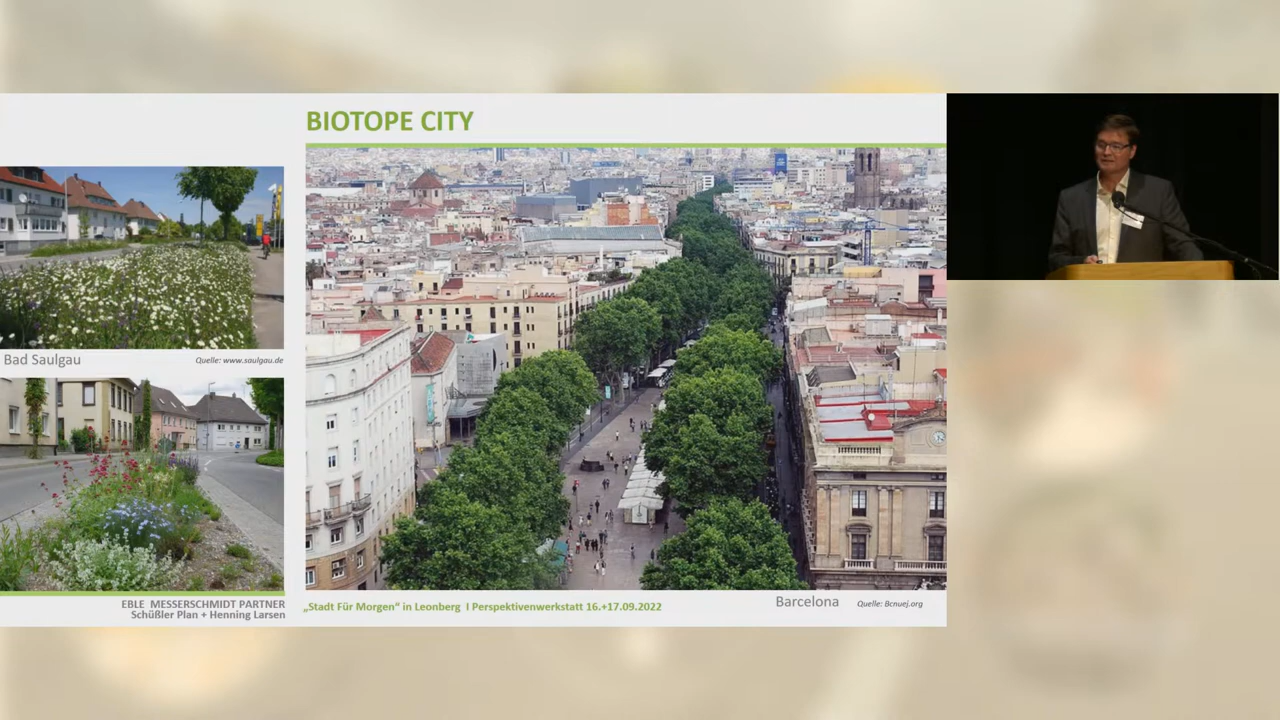 BIOTOPE CITY
Bad Saulgau
Quelle: www.saulgau.de
EBLE MESSERSCHMIDT PARTNER
Schüßler Plan + Henning Larsen
„Stadt Für Morgen" in Leonberg I Perspektivenwerkstatt 16.+17.09.2022
Barcelona
Quelle: Bcnuej.org